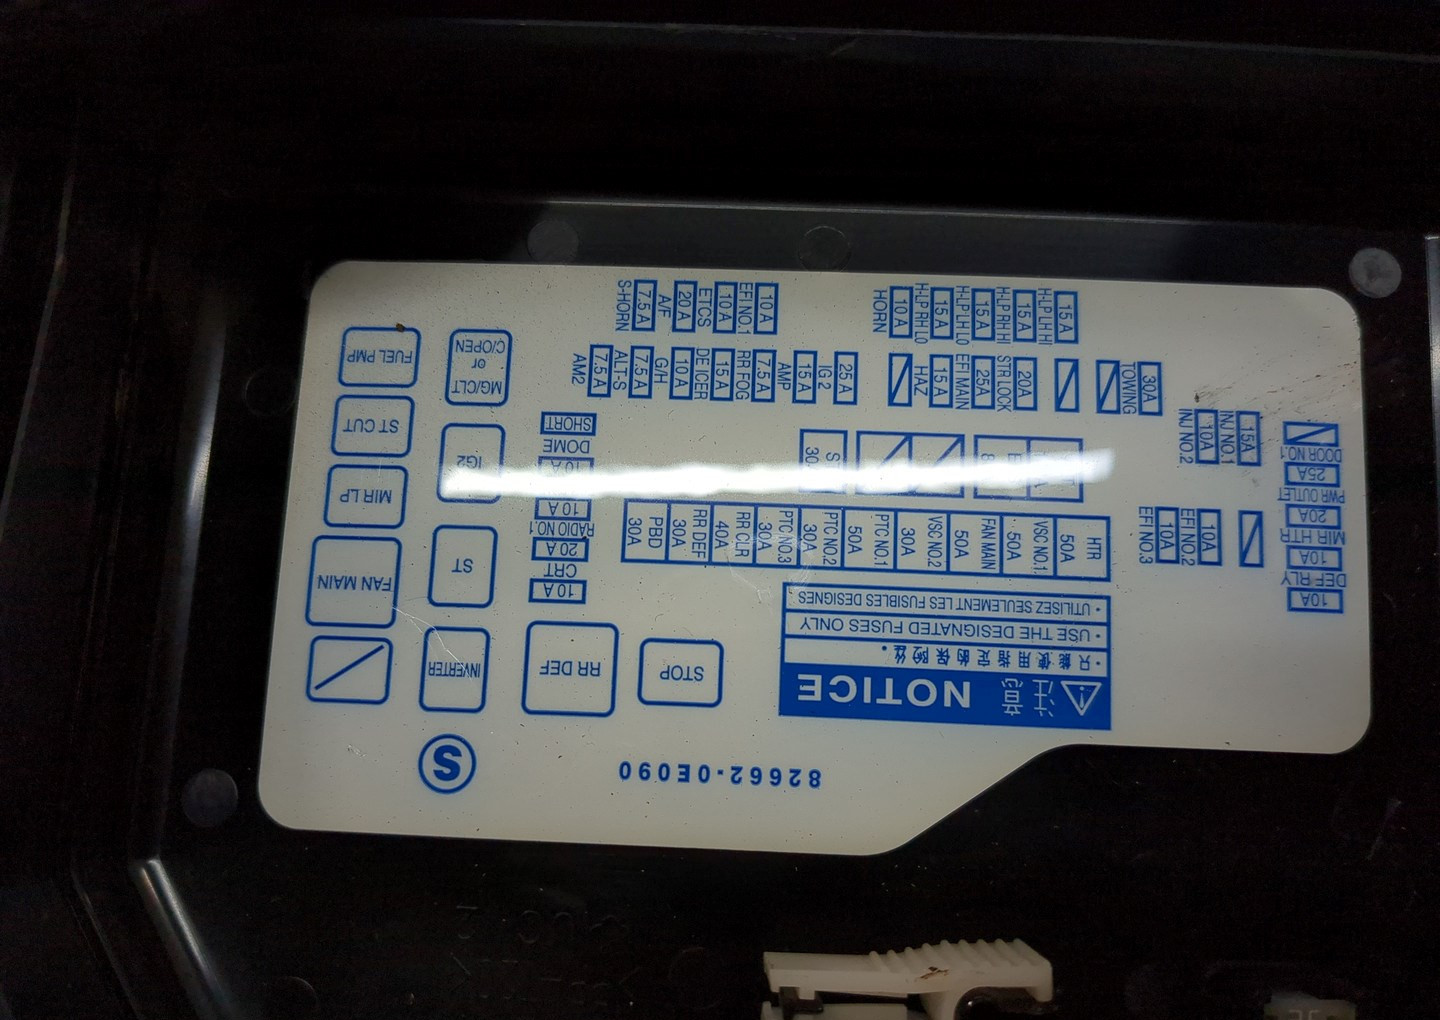 82662-0E090
S
注意 NOTICE
・只能使用指定的保险丝。
・USE THE DESIGNATED FUSES ONLY
・UTILISEZ SEULEMENT LES FUSIBLES DESIGNES
STOP
RR DEF
INVERTER
10A
DEF RLY
10A
MIR HTR
20A
PWR OUTLET
25A
DOOR NO.1
HTR
50A
VSC NO.1
50A
FAN MAIN
50A
VSC NO.2
30A
PTC NO.1
50A
PTC NO.2
30A
PTC NO.3
30A
RR CLR
40A
RR DEF
30A
PBD
30A
10A
CRT
20A
RADIO NO.1
10A
10A
DOME
SHORT
ST
FAN MAIN
IG2
MIR LP
ST CUT
MG/CLT
or
C/OPEN
FUEL PMP
10A
EFI NO.2
10A
EFI NO.3
15A
INJ NO.1
10A
INJ NO.2
30A
TOWING
20A
STR LOCK
25A
EFI MAIN
15A
HAZ
25A
IG 2
15A
AMP
7.5A
RR FOG
15A
DE ICER
10A
G/H
7.5A
ALT-S
7.5A
AM2
15A
H-LP LH HI
15A
H-LP RH HI
15A
H-LP LH LO
15A
H-LP RH LO
10A
HORN
10A
EFI NO.1
10A
ETCS
20A
A/F
7.5A
S-HORN